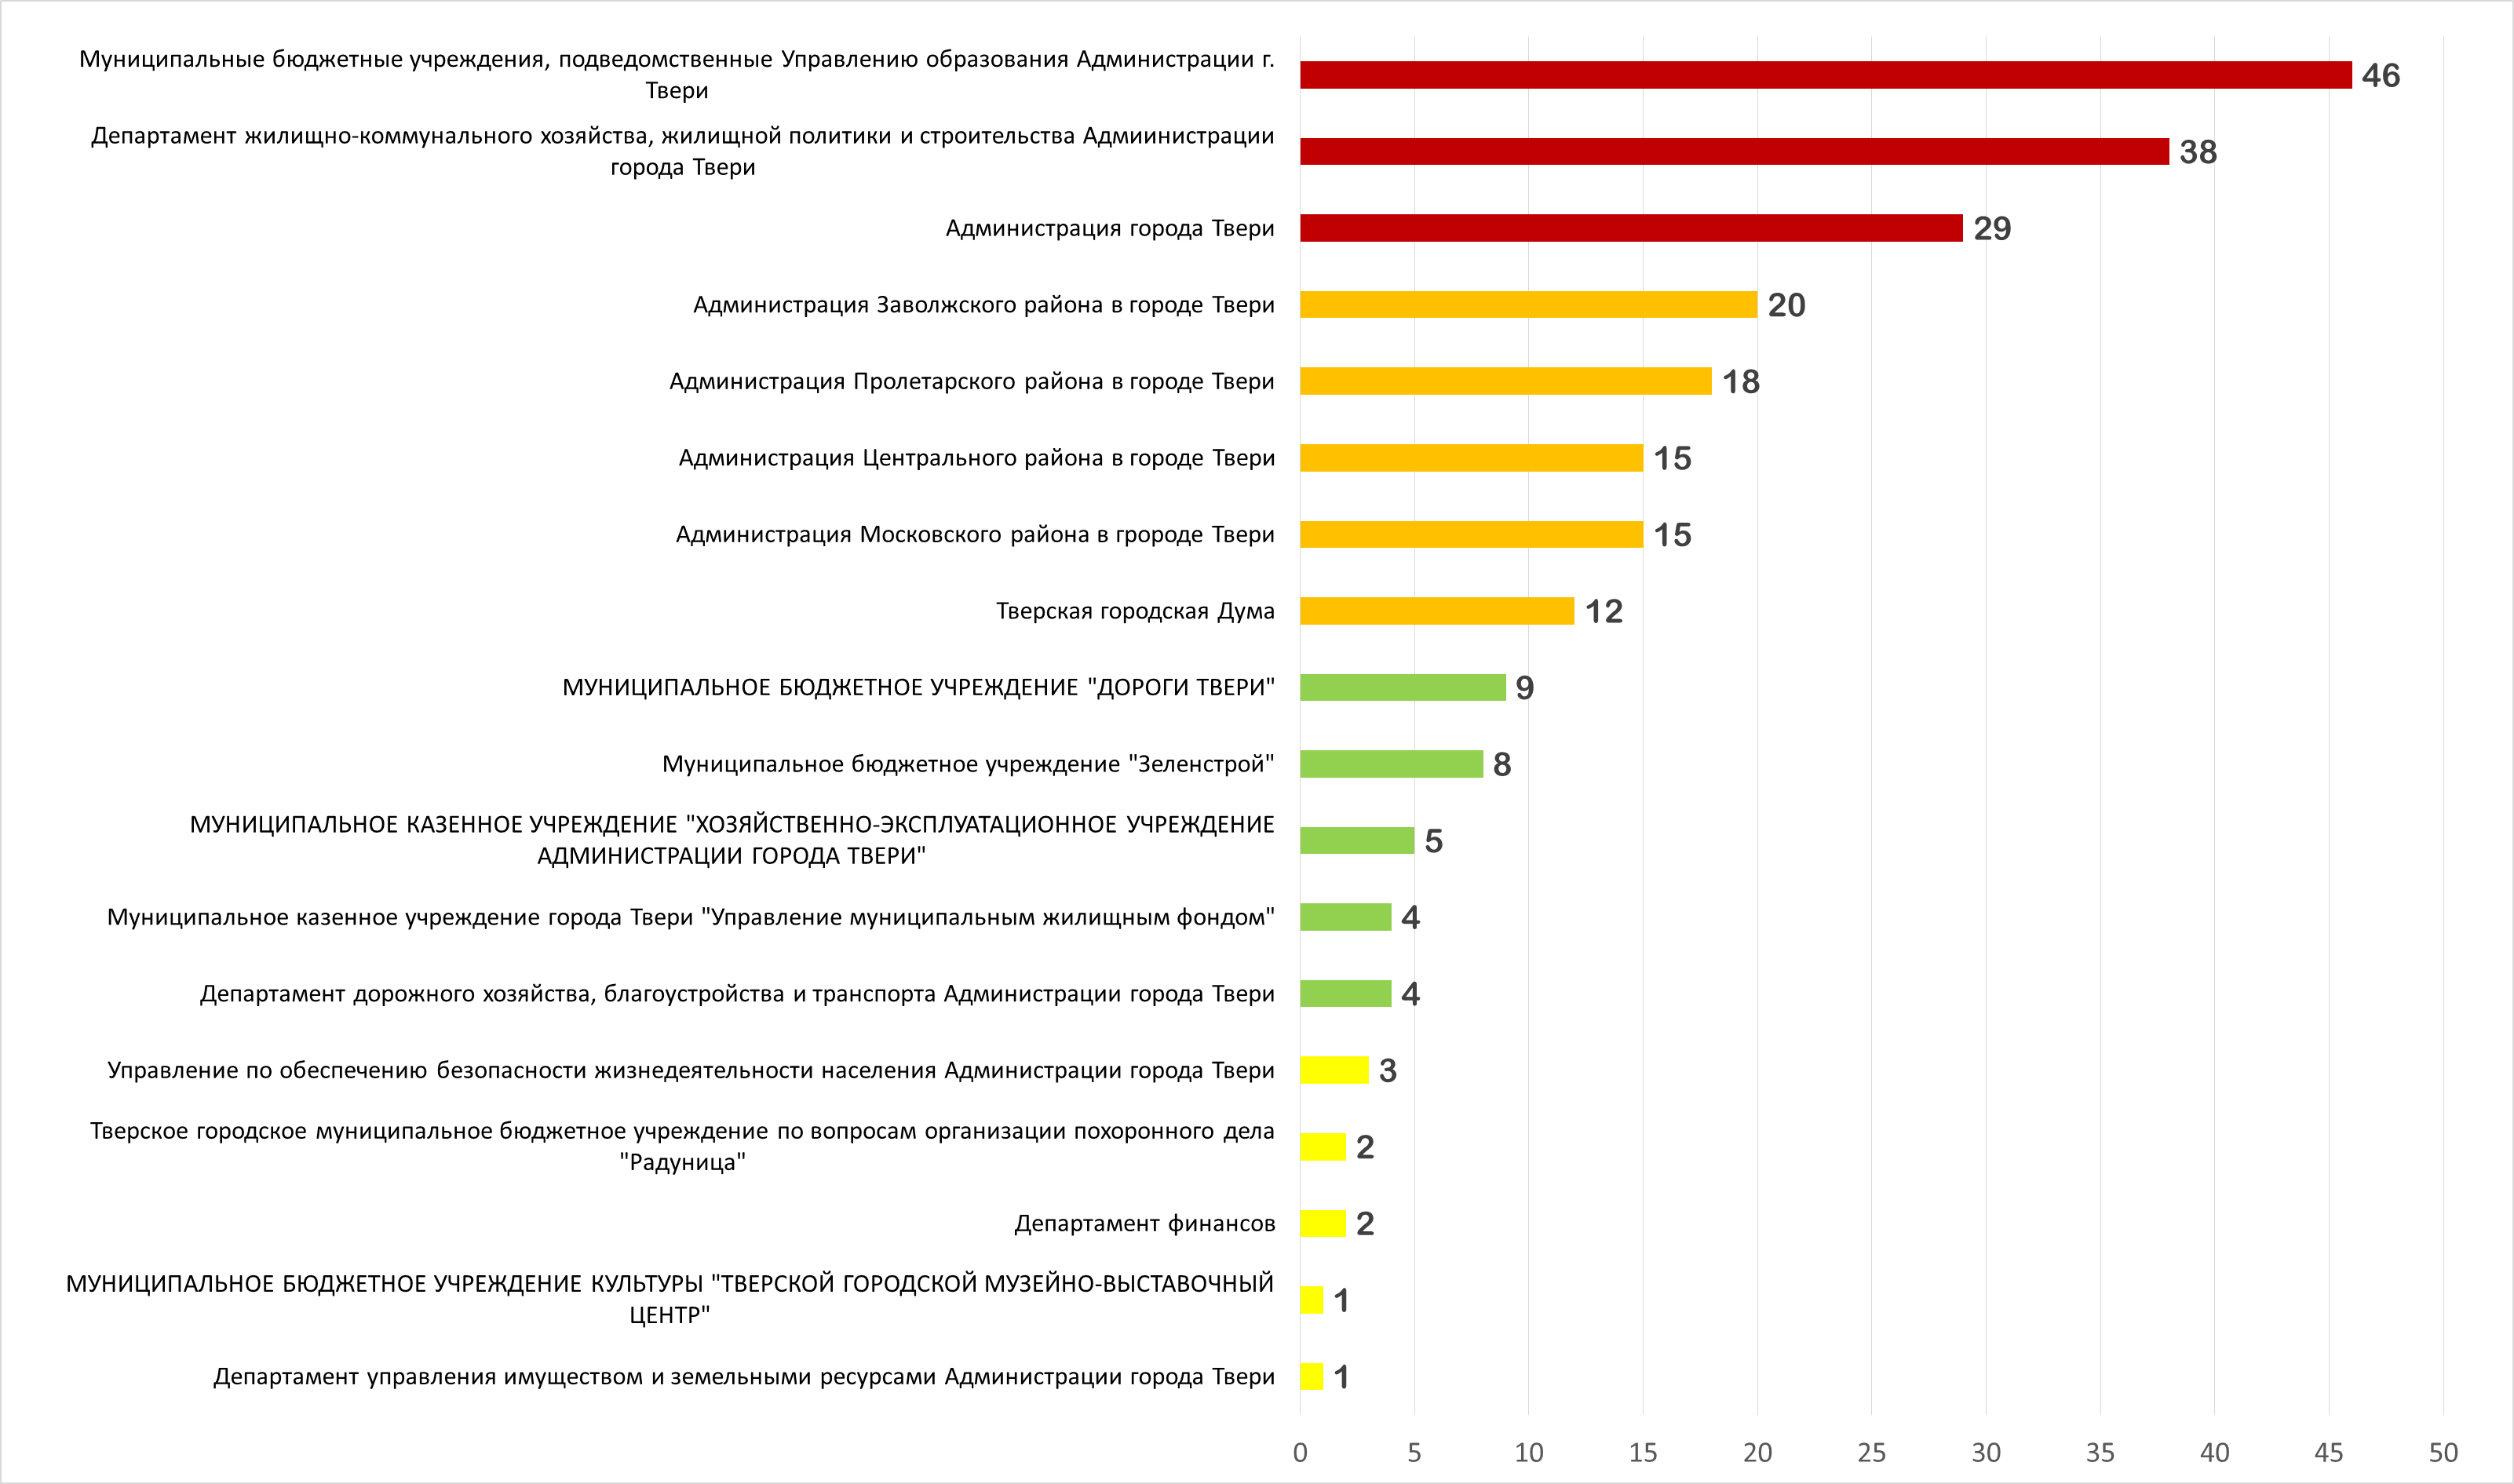 Муниципальные бюджетные учреждения, подведомственные Управлению образования Администрации г.
Твери
46
Департамент жилищно-коммунального хозяйства, жилищной политики и строительства Адмиинистрации
города Твери
38
Администрация города Твери
29
Администрация Заволжского района в городе Твери
20
Администрация Пролетарского района в городе Твери
18
Администрация Центрального района в городе Твери
15
Администрация Московского района в гророде Твери
15
Тверская городская Дума
12
МУНИЦИПАЛЬНОЕ БЮДЖЕТНОЕ УЧРЕЖДЕНИЕ "ДОРОГИ ТВЕРИ"
9
Муниципальное бюджетное учреждение "Зеленстрой"
8
МУНИЦИПАЛЬНОЕ КАЗЕННОЕ УЧРЕЖДЕНИЕ "ХОЗЯЙСТВЕННО-ЭКСПЛУАТАЦИОННОЕ УЧРЕЖДЕНИЕ
АДМИНИСТРАЦИИ ГОРОДА ТВЕРИ"
5
Муниципальное казенное учреждение города Твери "Управление муниципальным жилищным фондом"
4
Департамент дорожного хозяйства, благоустройства и транспорта Администрации города Твери
4
Управление по обеспечению безопасности жизнедеятельности населения Администрации города Твери
3
Тверское городское муниципальное бюджетное учреждение по вопросам организации похоронного дела
"Радуница"
2
Департамент финансов
2
МУНИЦИПАЛЬНОЕ БЮДЖЕТНОЕ УЧРЕЖДЕНИЕ КУЛЬТУРЫ "ТВЕРСКОЙ ГОРОДСКОЙ МУЗЕЙНО-ВЫСТАВОЧНЫЙ
ЦЕНТР"
1
Департамент управления имуществом и земельными ресурсами Администрации города Твери
1
0 5 10 15 20 25 30 35 40 45 50